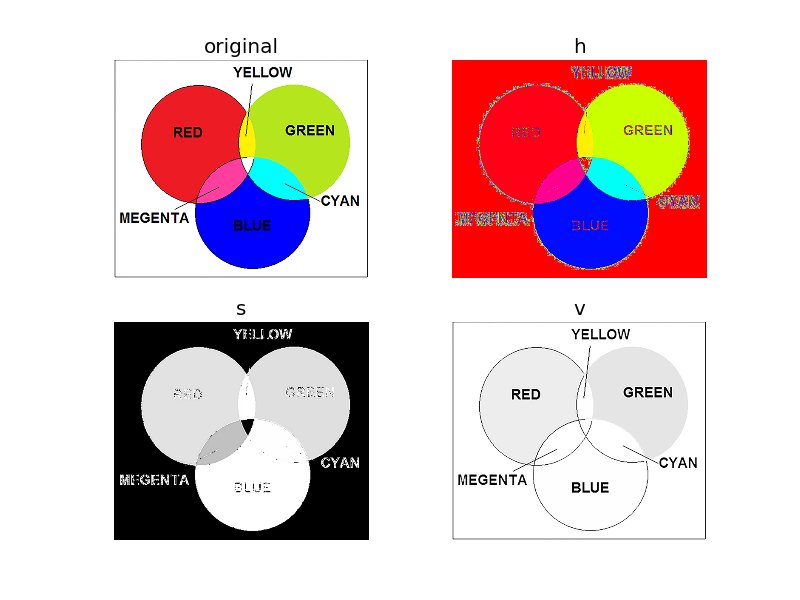 original
YELLOW
RED
GREEN
MEGENTA
CYAN
BLUE
h
YELLOW
RED
GREEN
MEGENTA
CYAN
BLUE
s
YELLOW
RED
GREEN
MEGENTA
CYAN
BLUE
v
YELLOW
RED
GREEN
MEGENTA
CYAN
BLUE